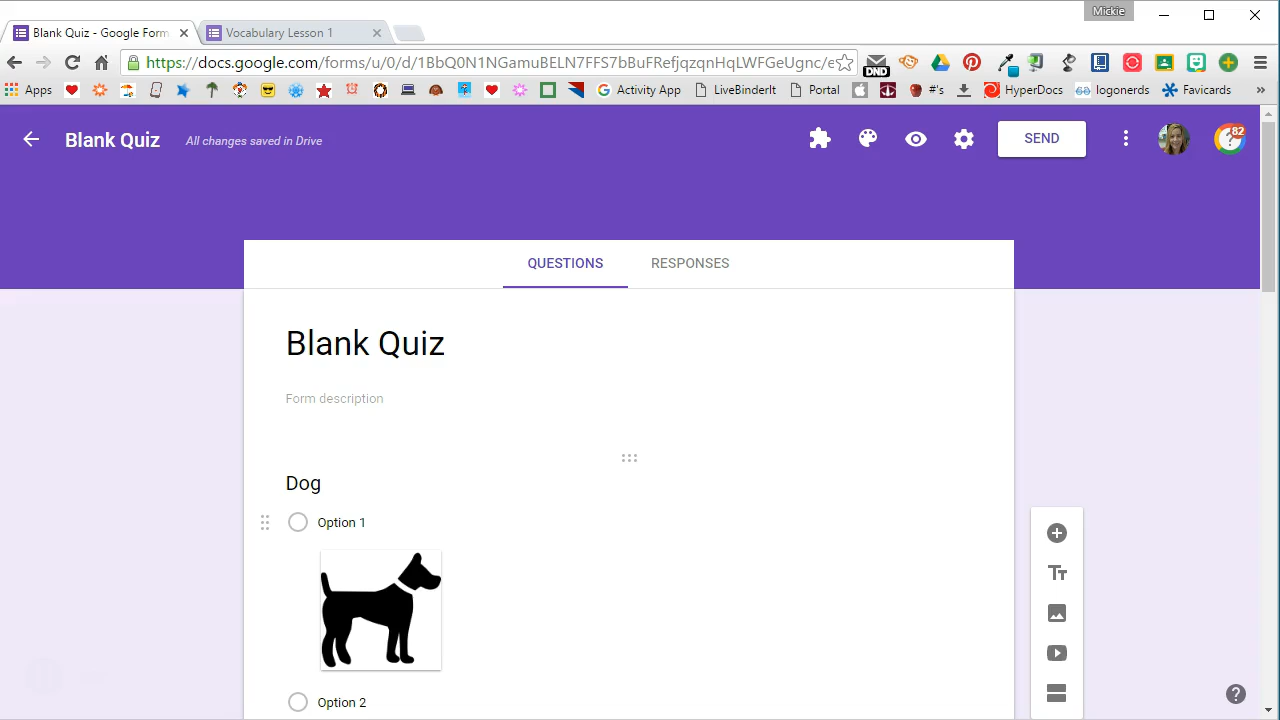 Mickie
Blank Quiz - Google Form
Vocabulary Lesson 1
https://docs.google.com/forms/u/0/d/1BbQ0N1NGamuBELN7FFS7bBuFRefjqzqnHqLWFGeUgnc/e
DND
Apps
Activity App
LiveBinderIt
Portal
#'s
HyperDocs
logonerds
Favicards
»
Blank Quiz
All changes saved in Drive
SEND
82
QUESTIONS
RESPONSES
Blank Quiz
Form description
Dog
Option 1
Tт
Option 2